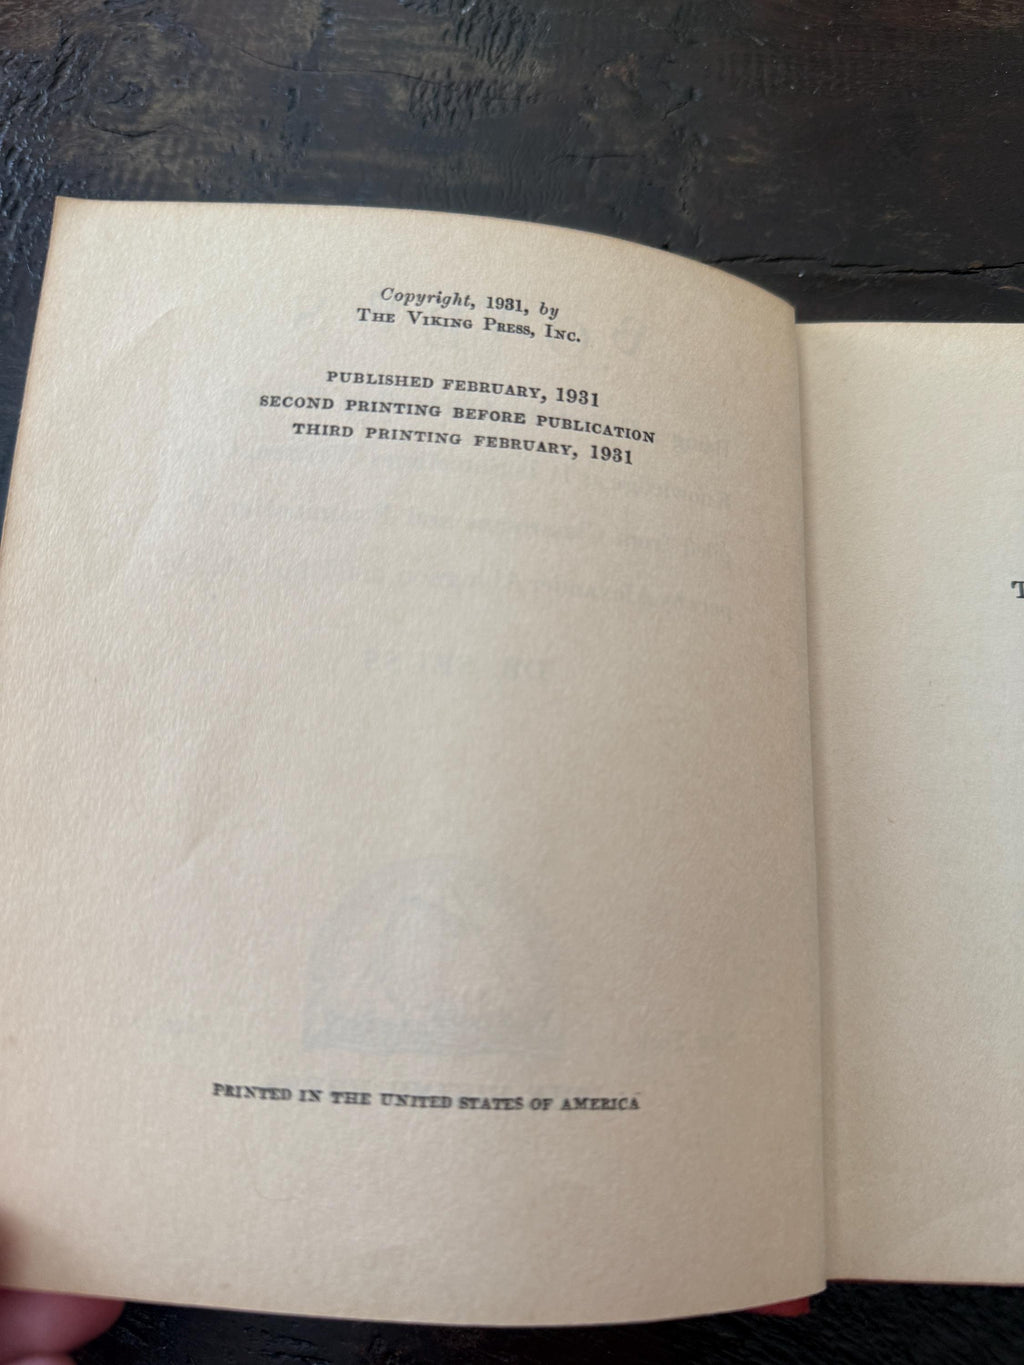 Copyright, 1931, by
THE VIKING PRESS, INC.
PUBLISHED FEBRUARY, 1931
SECOND PRINTING BEFORE PUBLICATION
THIRD PRINTING FEBRUARY, 1931
PRINTED IN THE UNITED STATES OF AMERICA